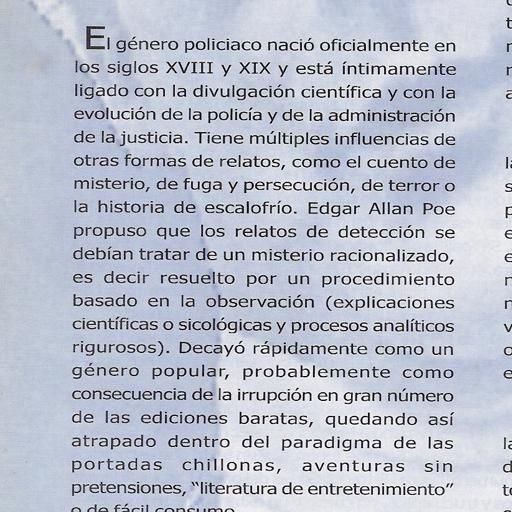 El género policiaco nació oficialmente en
los siglos XVIII y XIX y está íntimamente
ligado con la divulgación científica y con la
evolución de la policía y de la administración
de la justicia. Tiene múltiples influencias de
otras formas de relatos, como el cuento de
misterio, de fuga y persecución, de terror o
la historia de escalofrío. Edgar Allan Poe
propuso que los relatos de detección se
debían tratar de un misterio racionalizado,
es decir resuelto por un procedimiento
basado en la observación (explicaciones
científicas o sicológicas y procesos analíticos
rigurosos). Decayó rápidamente como un
género popular, probablemente como
consecuencia de la irrupción en gran número
de las ediciones baratas, quedando así
atrapado dentro del paradigma de las
portadas chillonas, aventuras sin
pretensiones, “literatura de entretenimiento”
o de fácil consumo